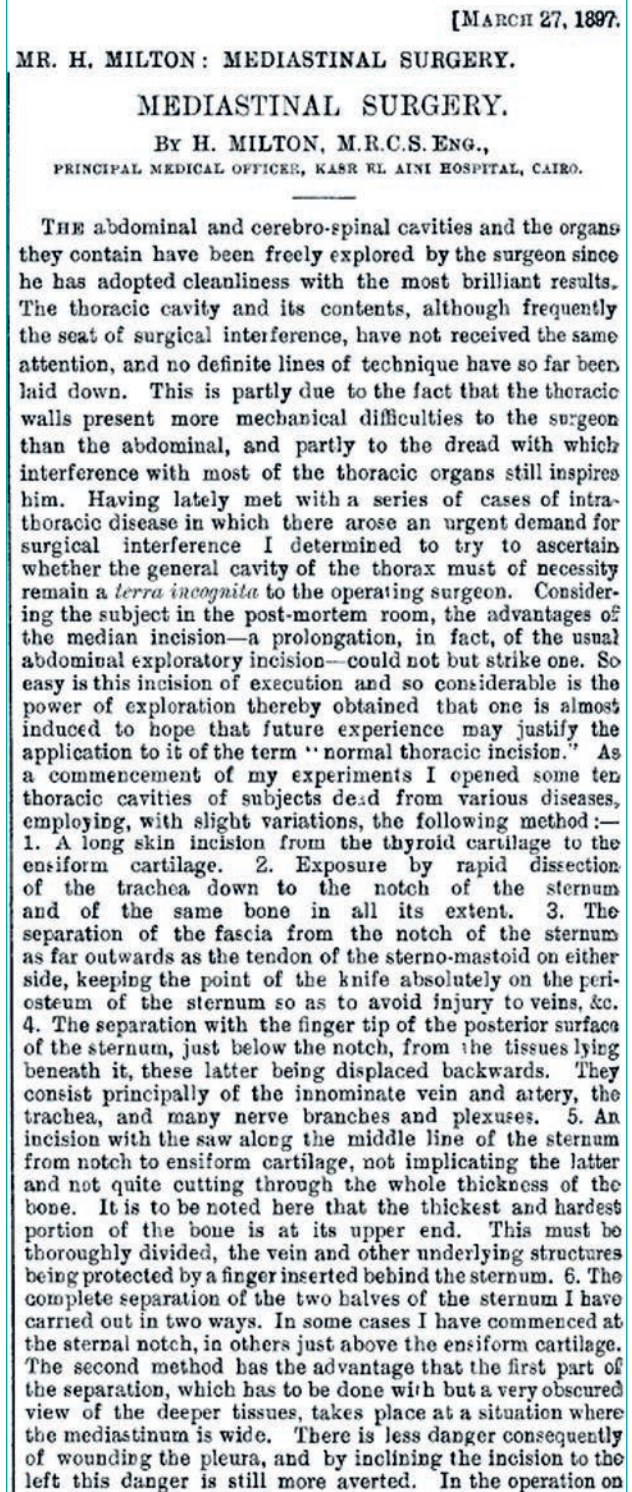 [MARCH 27, 1897.
MR. H. MILTON: MEDIASTINAL SURGERY.
MEDIASTINAL SURGERY.
BY H. MILTON, M.R.C.S. ENG.,
PRINCIPAL MEDICAL OFFICER, KASR EL AINI HOSPITAL, CAIRO.
THE abdominal and cerebro-spinal cavities and the organs
they contain have been freely explored by the surgeon since
he has adopted cleanliness with the most brilliant results.
The thoracic cavity and its contents, although frequently
the seat of surgical interference, have not received the same
attention, and no definite lines of technique have so far been
laid down. This is partly due to the fact that the thoracic
walls present more mechanical difficulties to the surgeon
than the abdominal, and partly to the dread with which
interference with most of the thoracic organs still inspires
him. Having lately met with a series of cases of intra-
thoracic disease in which there arose an urgent demand for
surgical interference I determined to try to ascertain
whether the general cavity of the thorax must of necessity
remain a terra incognita to the operating surgeon. Consider-
ing the subject in the post-mortem room, the advantages of
the median incision—a prolongation, in fact, of the usual
abdominal exploratory incision—could not but strike one. So
easy is this incision of execution and so considerable is the
power of exploration thereby obtained that one is almost
induced to hope that future experience may justify the
application to it of the term "normal thoracic incision." As
a commencement of my experiments I opened some ten
thoracic cavities of subjects dead from various diseases,
employing, with slight variations, the following method:—
1. A long skin incision from the thyroid cartilage to the
ensiform cartilage. 2. Exposure by rapid dissection
of the trachea down to the notch of the sternum
and of the same bone in all its extent. 3. The
separation of the fascia from the notch of the sternum
as far outwards as the tendon of the sterno-mastoid on either
side, keeping the point of the knife absolutely on the peri-
osteum of the sternum so as to avoid injury to veins, &c.
4. The separation with the finger tip of the posterior surface
of the sternum, just below the notch, from the tissues lying
beneath it, these latter being displaced backwards. They
consist principally of the innominate vein and artery, the
trachea, and many nerve branches and plexuses. 5. An
incision with the saw along the middle line of the sternum
from notch to ensiform cartilage, not implicating the latter
and not quite cutting through the whole thickness of the
bone. It is to be noted here that the thickest and hardest
portion of the bone is at its upper end. This must be
thoroughly divided, the vein and other underlying structures
being protected by a finger inserted behind the sternum. 6. The
complete separation of the two halves of the sternum I have
carried out in two ways. In some cases I have commenced at
the sternal notch, in others just above the ensiform cartilage.
The second method has the advantage that the first part of
the separation, which has to be done with but a very obscured
view of the deeper tissues, takes place at a situation where
the mediastinum is wide. There is less danger consequently
of wounding the pleura, and by inclining the incision to the
left this danger is still more averted. In the operation on